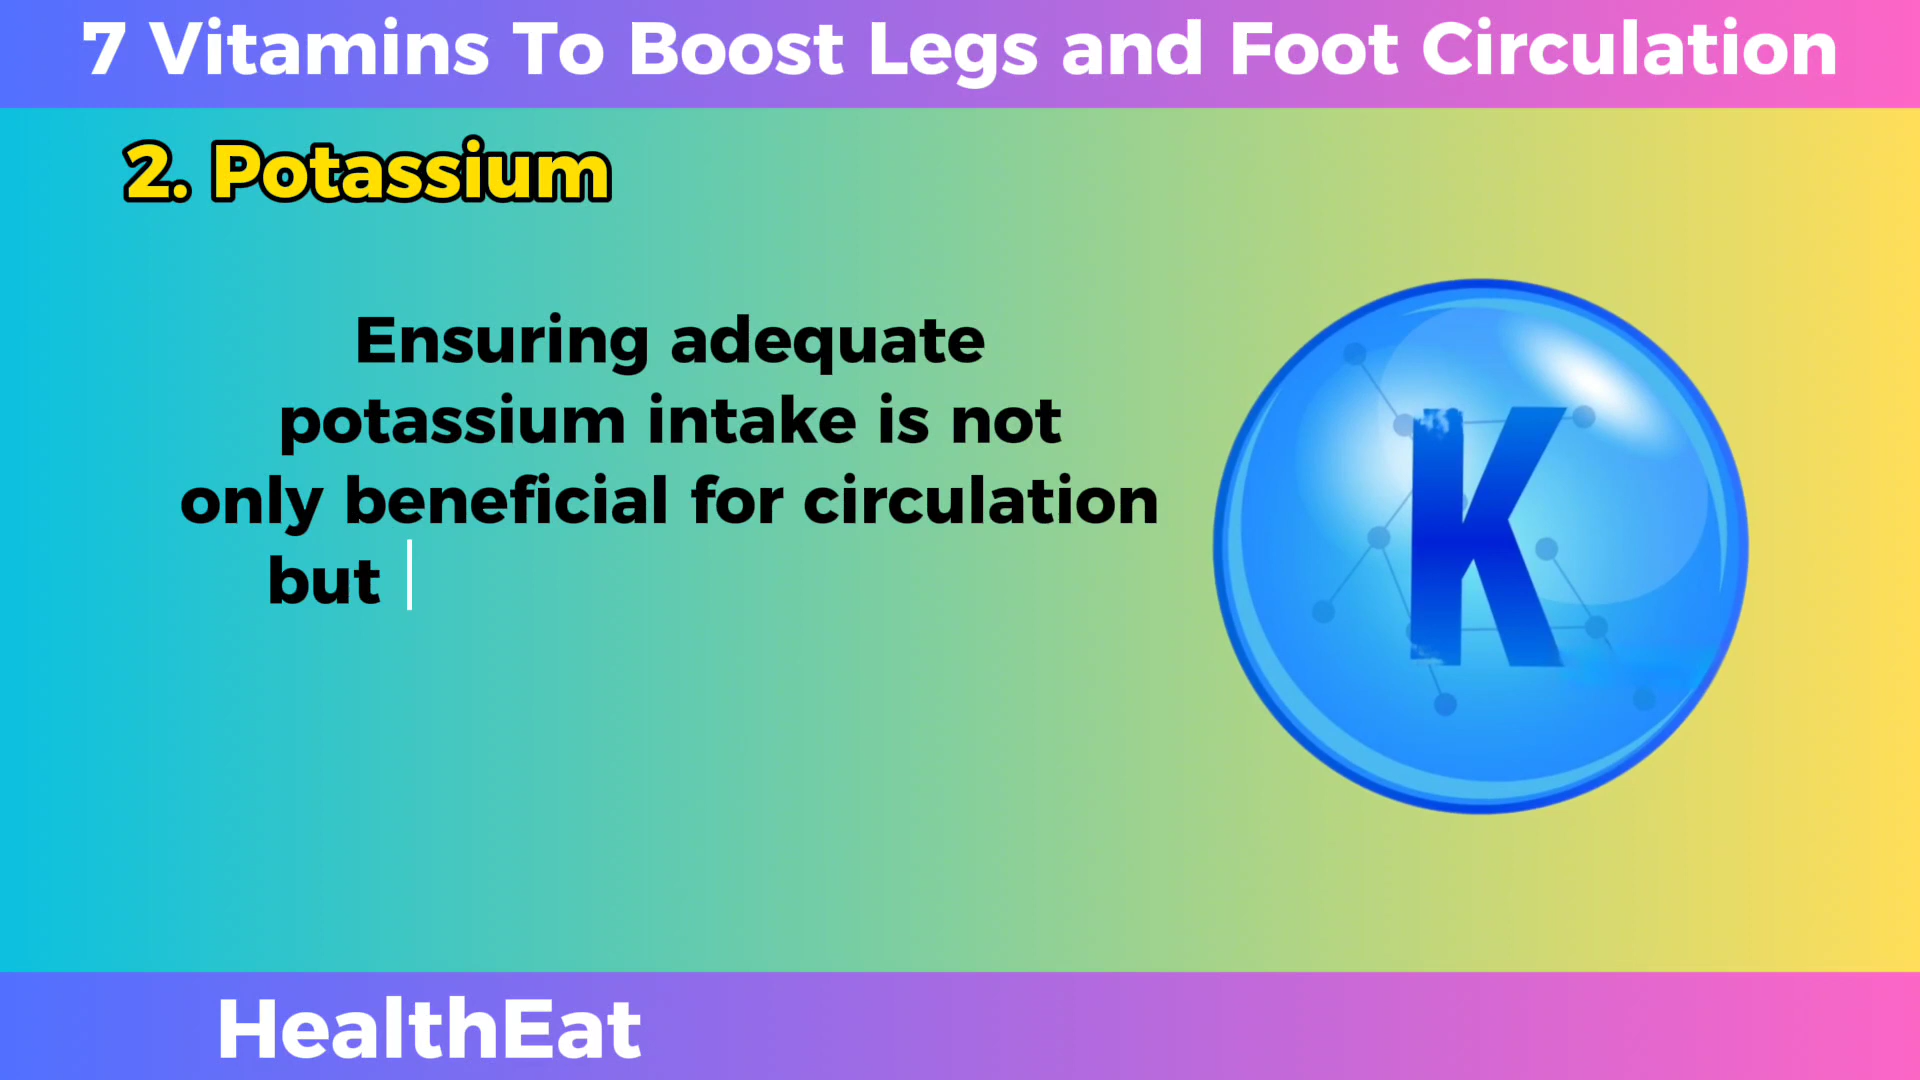 7 Vitamins To Boost Legs and Foot Circulation
2. Potassium
Ensuring adequate
potassium intake is not
only beneficial for circulation
but
K
HealthEat